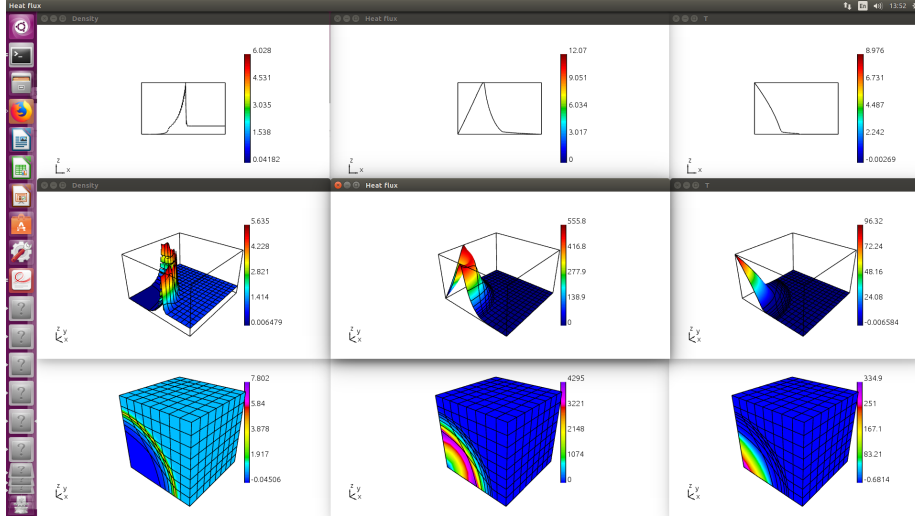 Heat flux
En
13:52
Density
Heat flux
T
6.028
4.531
3.035
1.538
0.04182
z
x
12.07
9.051
6.034
3.017
0
z
x
8.976
6.731
4.487
2.242
-0.00269
z
x
Density
Heat flux
T
5.635
4.228
2.821
1.414
0.006479
z
y
x
555.8
416.8
277.9
138.9
0
z
y
x
96.32
72.24
48.16
24.08
-0.006584
z
y
x
7.802
5.84
3.878
1.917
-0.04506
z
y
x
4295
3221
2148
1074
0
z
y
x
334.9
251
167.1
83.21
-0.6814
z
y
x